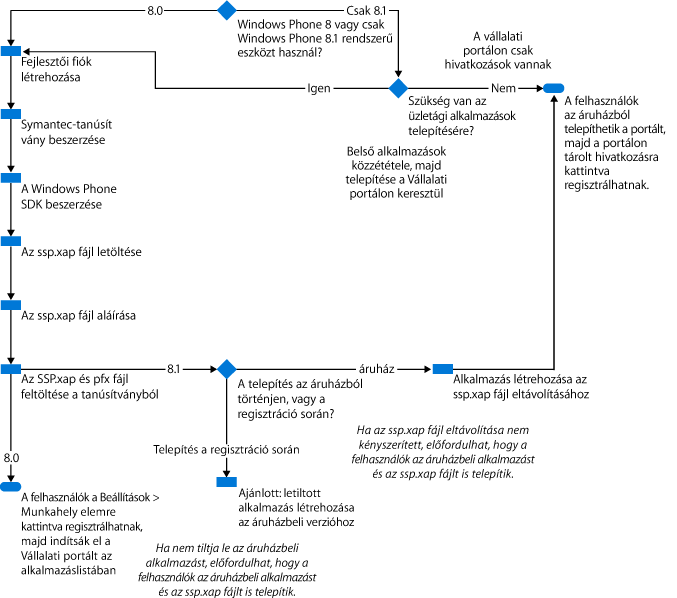 8.0
Csak 8.1
Windows Phone 8 vagy csak
Windows Phone 8.1 rendszerű
eszközt használ?
A vállalati
portálon csak
hivatkozások vannak
Fejlesztői fiók
létrehozása
Igen
Nem
Szükség van az
üzletági alkalmazások
telepítésére?
A felhasználók
az áruházból
telepíthetik a portált,
majd a portálon
tárolt hivatkozásra
kattintva
regisztrálhatnak.
Symantec-tanúsít
vány beszerzése
Belső alkalmazások
közzététele, majd
telepítése a Vállalati
portálon keresztül
A Windows Phone
SDK beszerzése
Az ssp.xap fájl letöltése
Az ssp.xap fájl aláírása
Az SSP.xap és pfx fájl
feltöltése a tanúsítványból
8.1
A telepítés az áruházból
történjen, vagy a
regisztráció során?
áruház
Alkalmazás létrehozása az
ssp.xap fájl eltávolításához
Ha az ssp.xap fájl eltávolítása nem
kényszerített, előfordulhat, hogy a
felhasználók az áruházbeli alkalmazást
és az ssp.xap fájlt is telepítik.
Telepítés a regisztráció során
8.0
A felhasználók a Beállítások >
Munkahely elemre
kattintva regisztrálhatnak,
majd indítsák el a
Vállalati portált az
alkalmazáslistában
Ajánlott: letiltott
alkalmazás létrehozása
az áruházbeli verzióhoz
Ha nem tiltja le az áruházbeli
alkalmazást, előfordulhat, hogy a
felhasználók az áruházbeli alkalmazást
és az ssp.xap fájlt is telepítik.